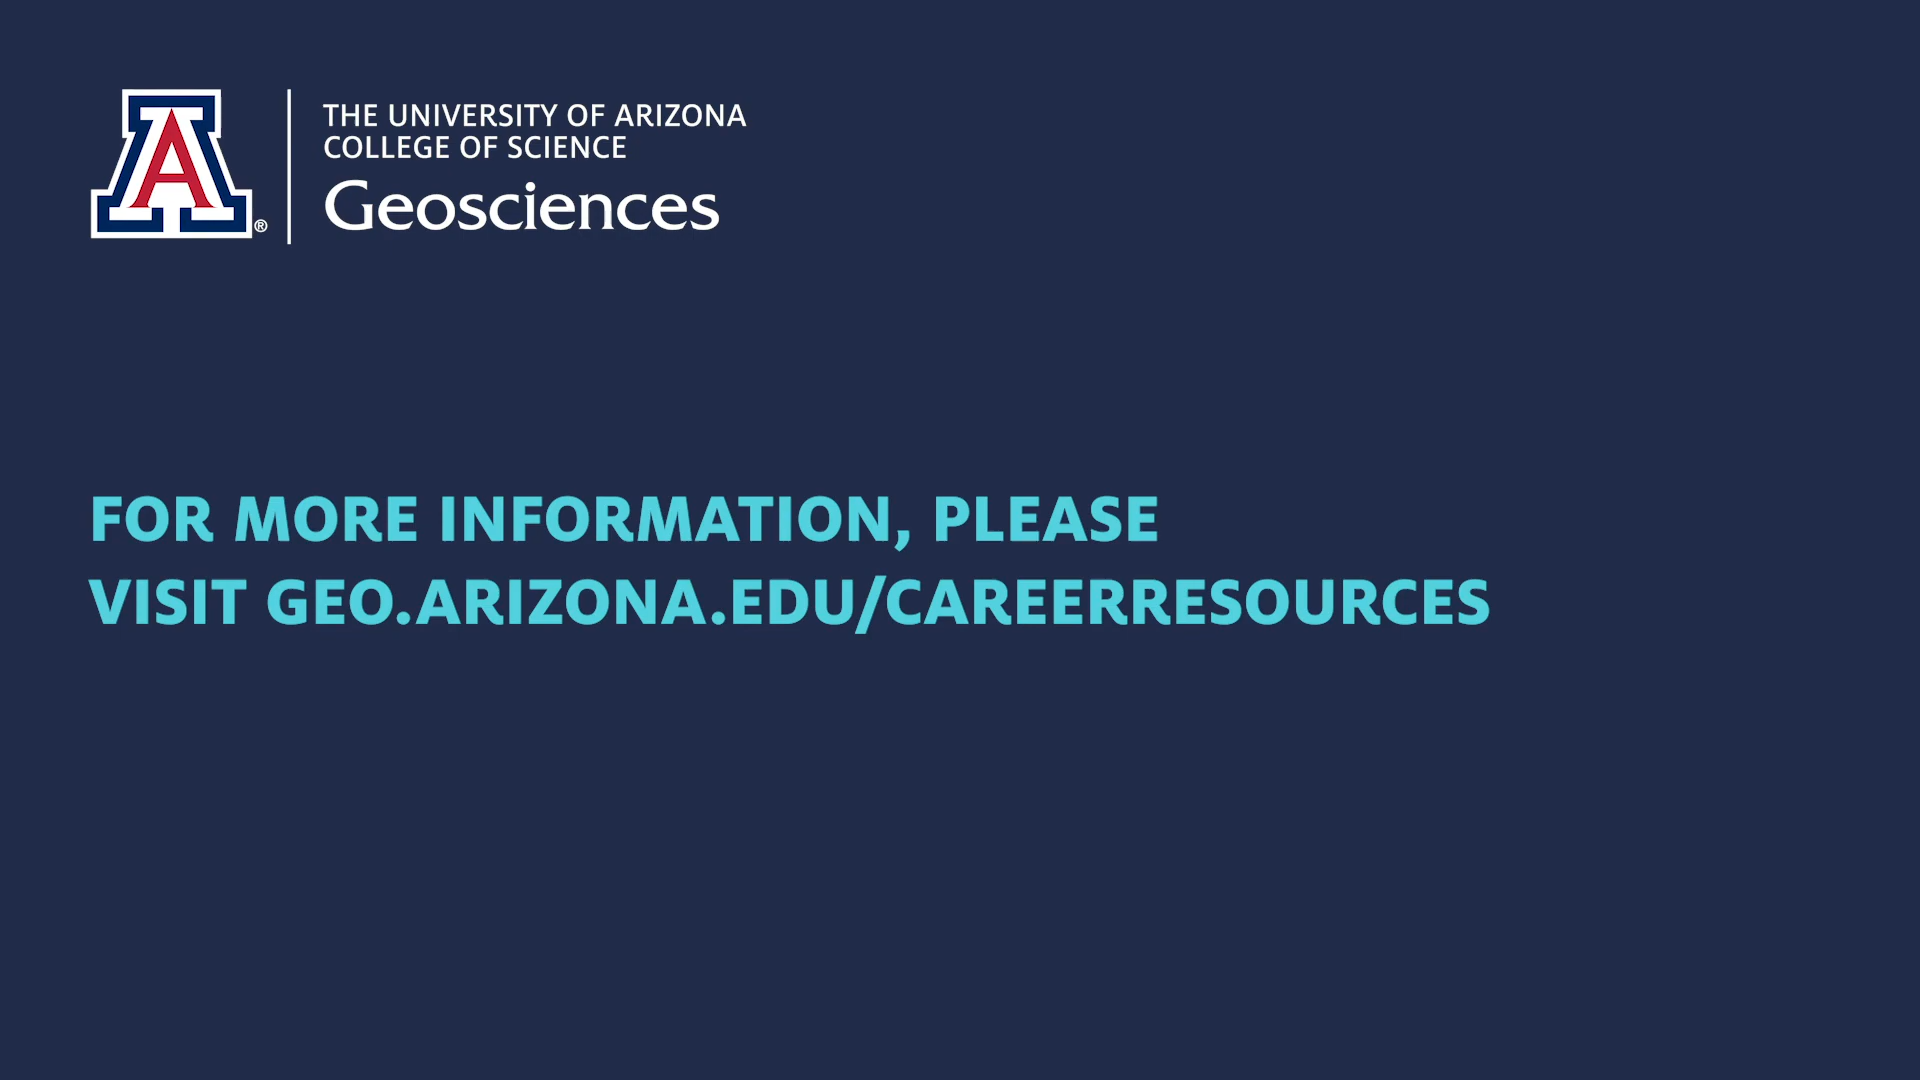 A®
THE UNIVERSITY OF ARIZONA
COLLEGE OF SCIENCE
Geosciences
FOR MORE INFORMATION, PLEASE
VISIT GEO.ARIZONA.EDU/CAREERRESOURCES